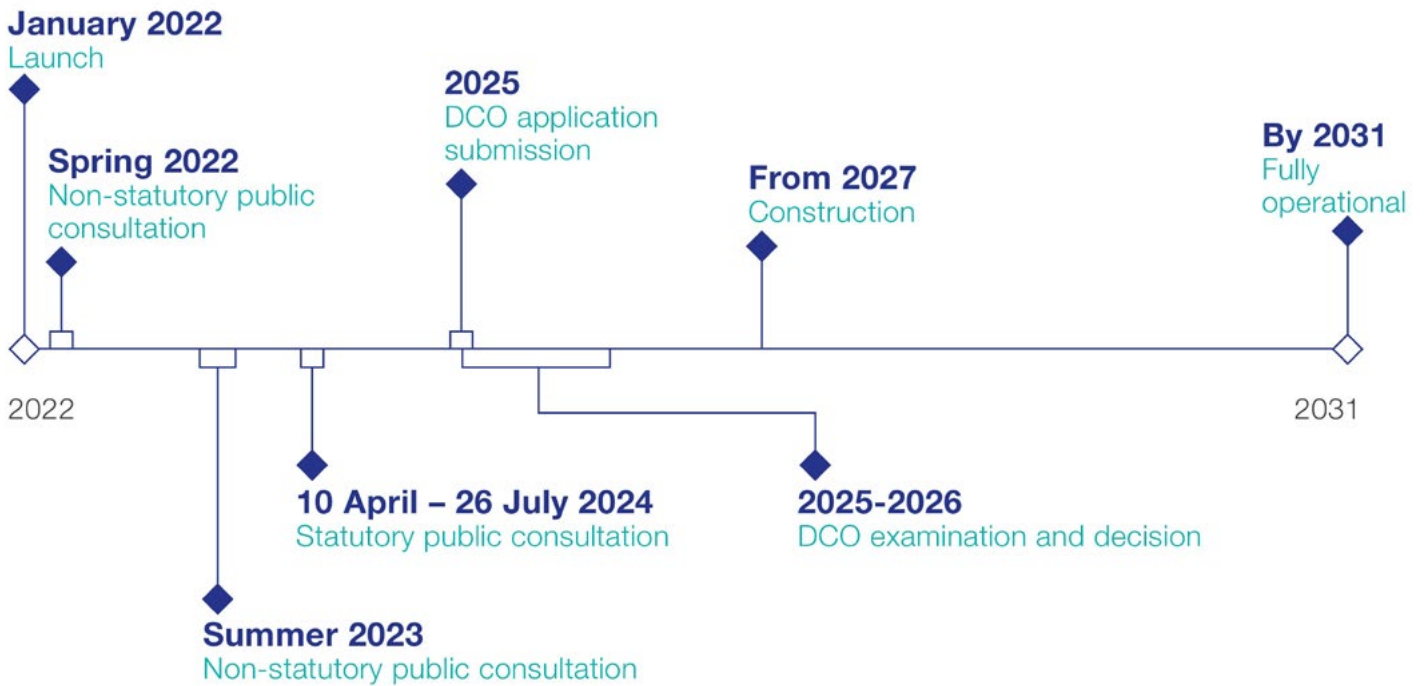 January 2022
Launch
Spring 2022
Non-statutory public
consultation
2025
DCO application
submission
From 2027
Construction
By 2031
Fully
operational
2022
2031
10 April – 26 July 2024
Statutory public consultation
2025-2026
DCO examination and decision
Summer 2023
Non-statutory public consultation